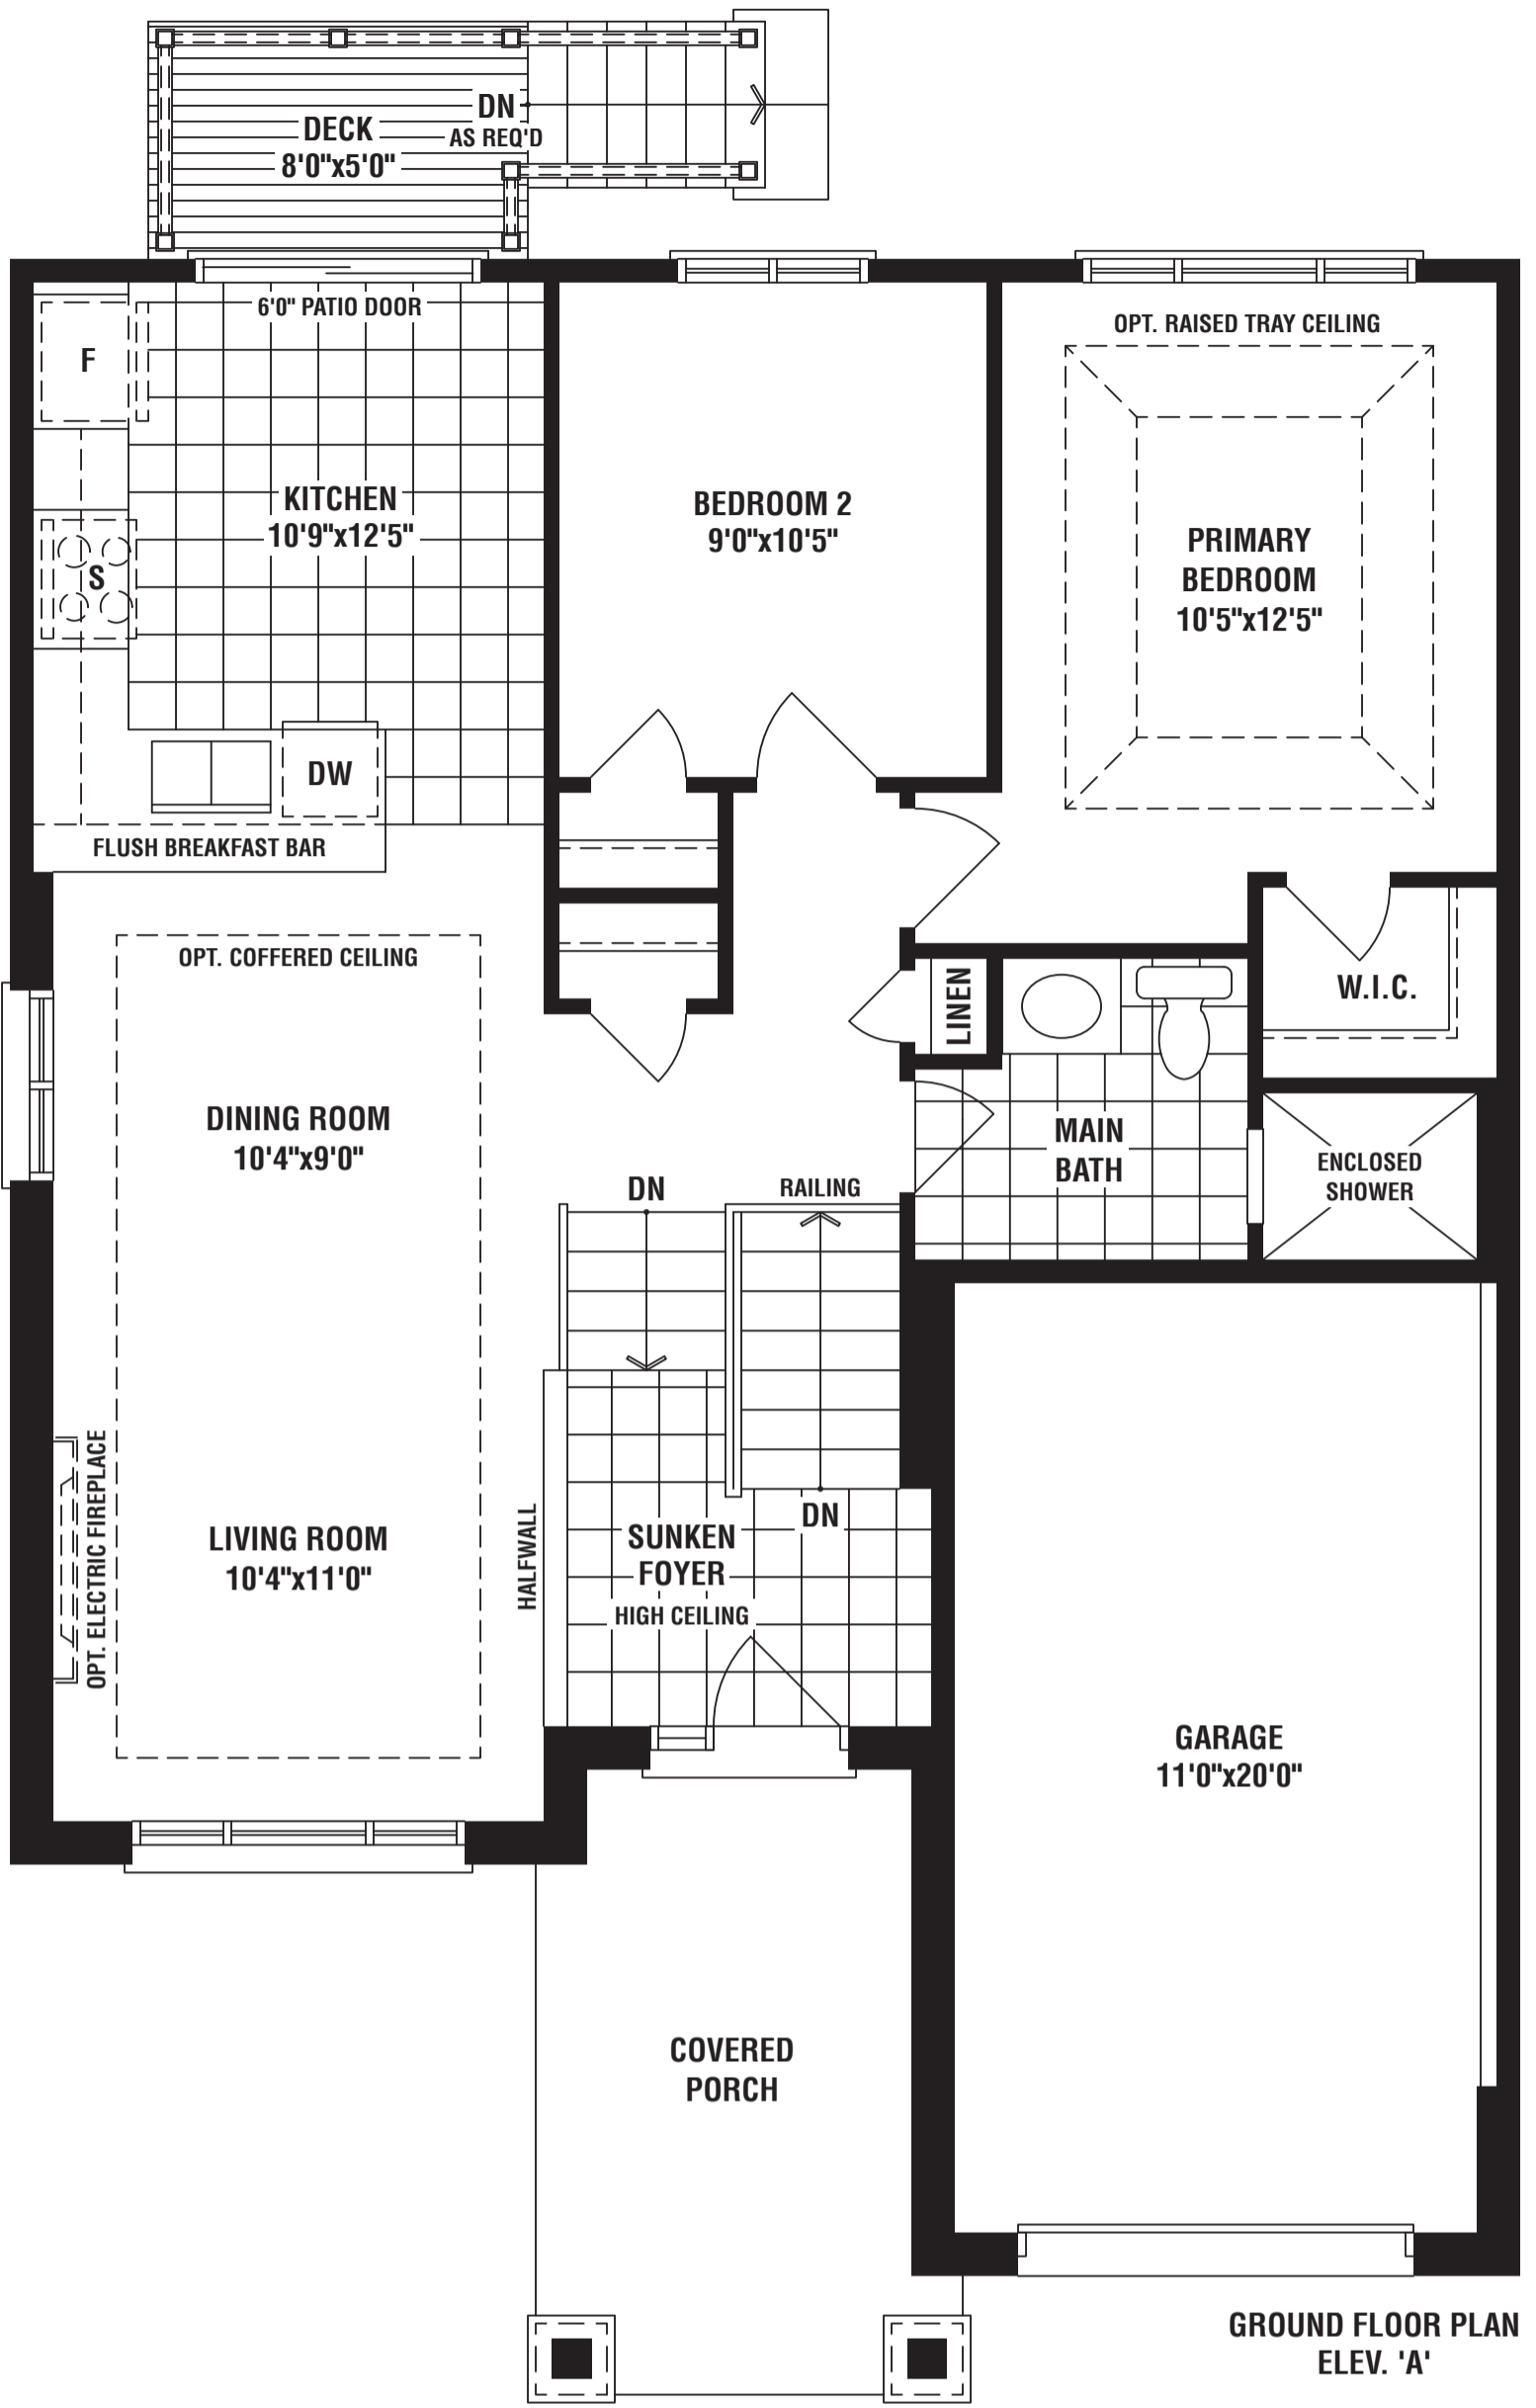 DN
AS REQ'D
DECK
8'0"x5'0"
6'0" PATIO DOOR
OPT. RAISED TRAY CEILING
F
KITCHEN
10'9"x12'5"
BEDROOM 2
9'0"x10'5"
PRIMARY
BEDROOM
10'5"x12'5"
S
DW
FLUSH BREAKFAST BAR
OPT. COFFERED CEILING
LINEN
W.I.C.
DINING ROOM
10'4"x9'0"
MAIN
BATH
ENCLOSED
SHOWER
DN
RAILING
OPT. ELECTRIC FIREPLACE
LIVING ROOM
10'4"x11'0"
HALFWALL
DN
SUNKEN
FOYER
HIGH CEILING
GARAGE
11'0"x20'0"
COVERED
PORCH
GROUND FLOOR PLAN
ELEV. 'A'